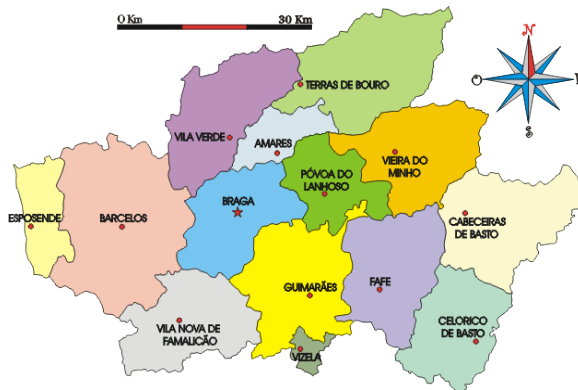 O Km
30 Km
N
O
S
TERRAS DE BOURO
VILA VERDE
AMARES
VIEIRA DO
MINHO
PÓVOA DO
LANHOSO
BRAGA
ESPOSENDE
BARCELOS
CABECEIRAS
DE BASTO
GUIMARÃES
FAFE
VILA NOVA DE
FAMALICÃO
CELORICO
DE BASTO
VIZELA